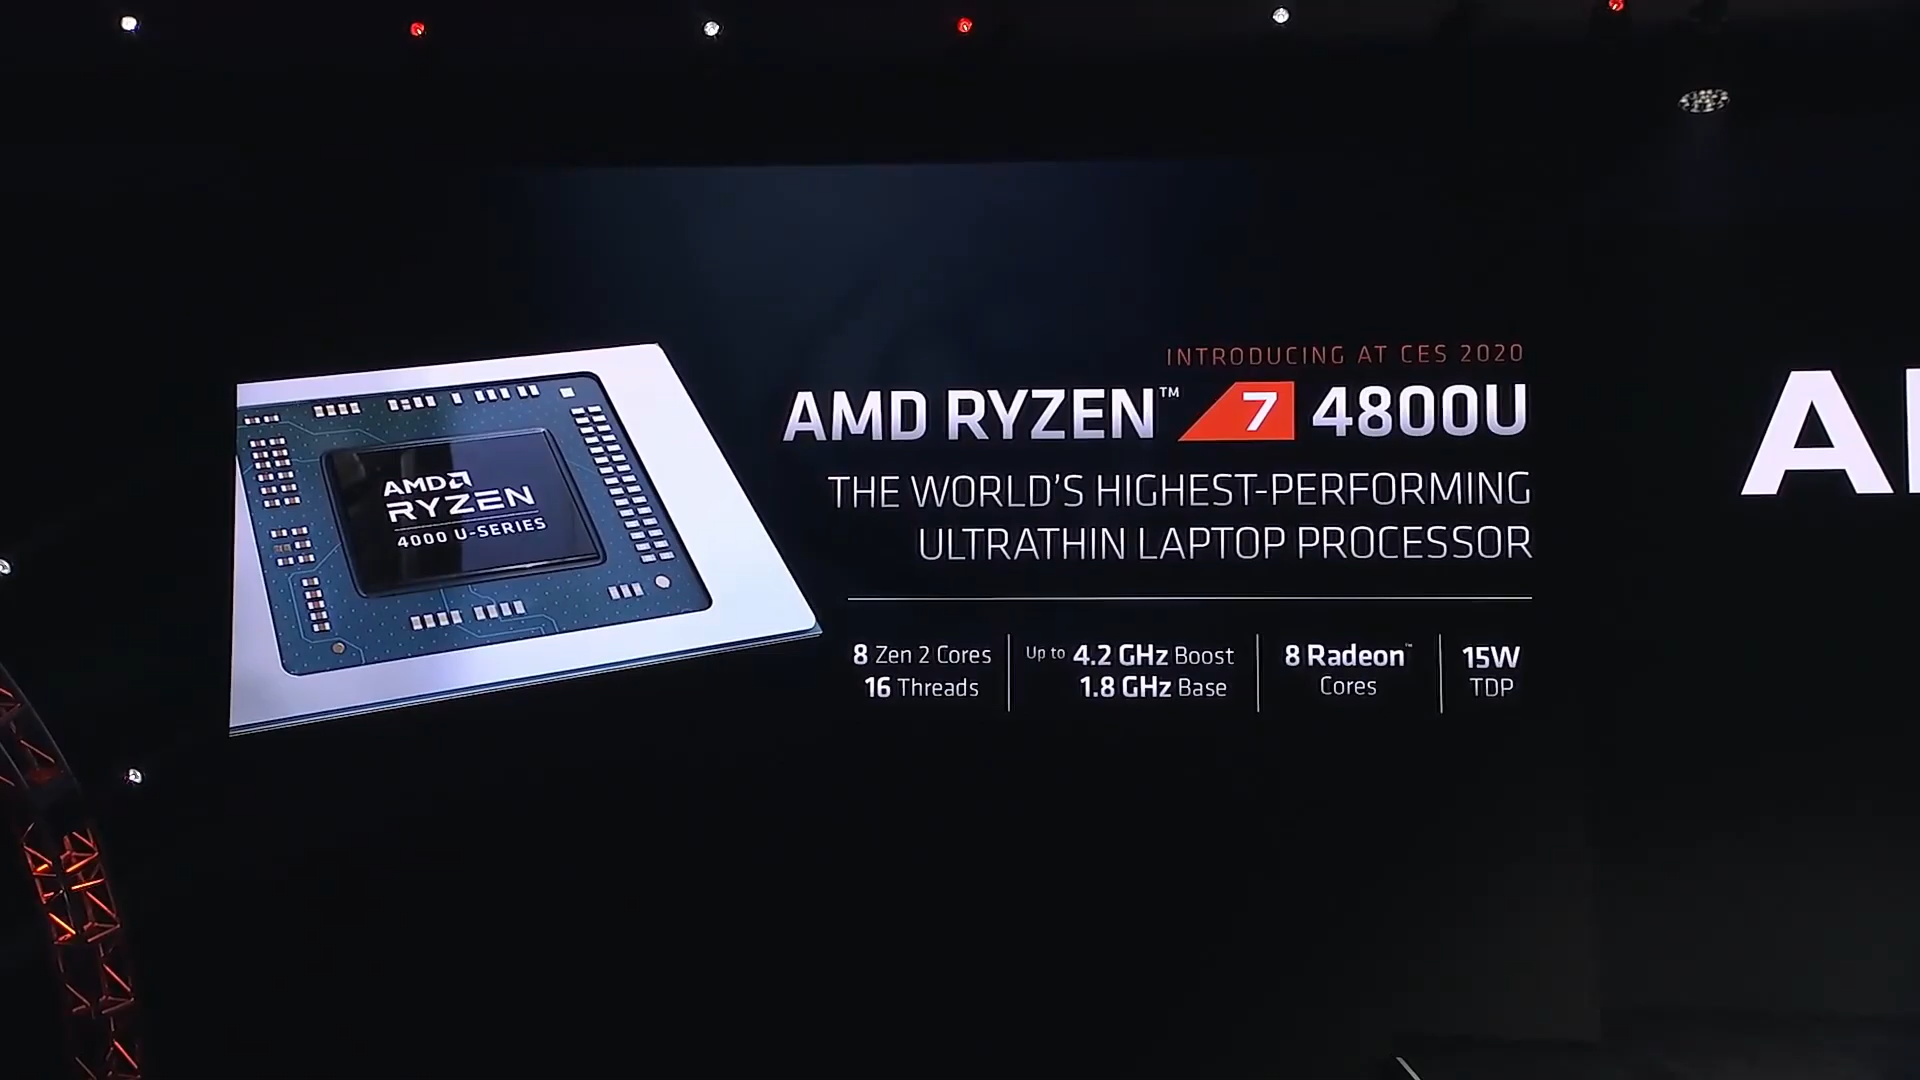 INTRODUCING AT CES 2020
AMD RYZEN™ 7 4800U
THE WORLD'S HIGHEST-PERFORMING
ULTRATHIN LAPTOP PROCESSOR
8 Zen 2 Cores
16 Threads
Up to 4.2 GHz Boost
1.8 GHz Base
8 Radeon™
Cores
15W
TDP
AMD
RYZEN
4000 U-SERIES
A